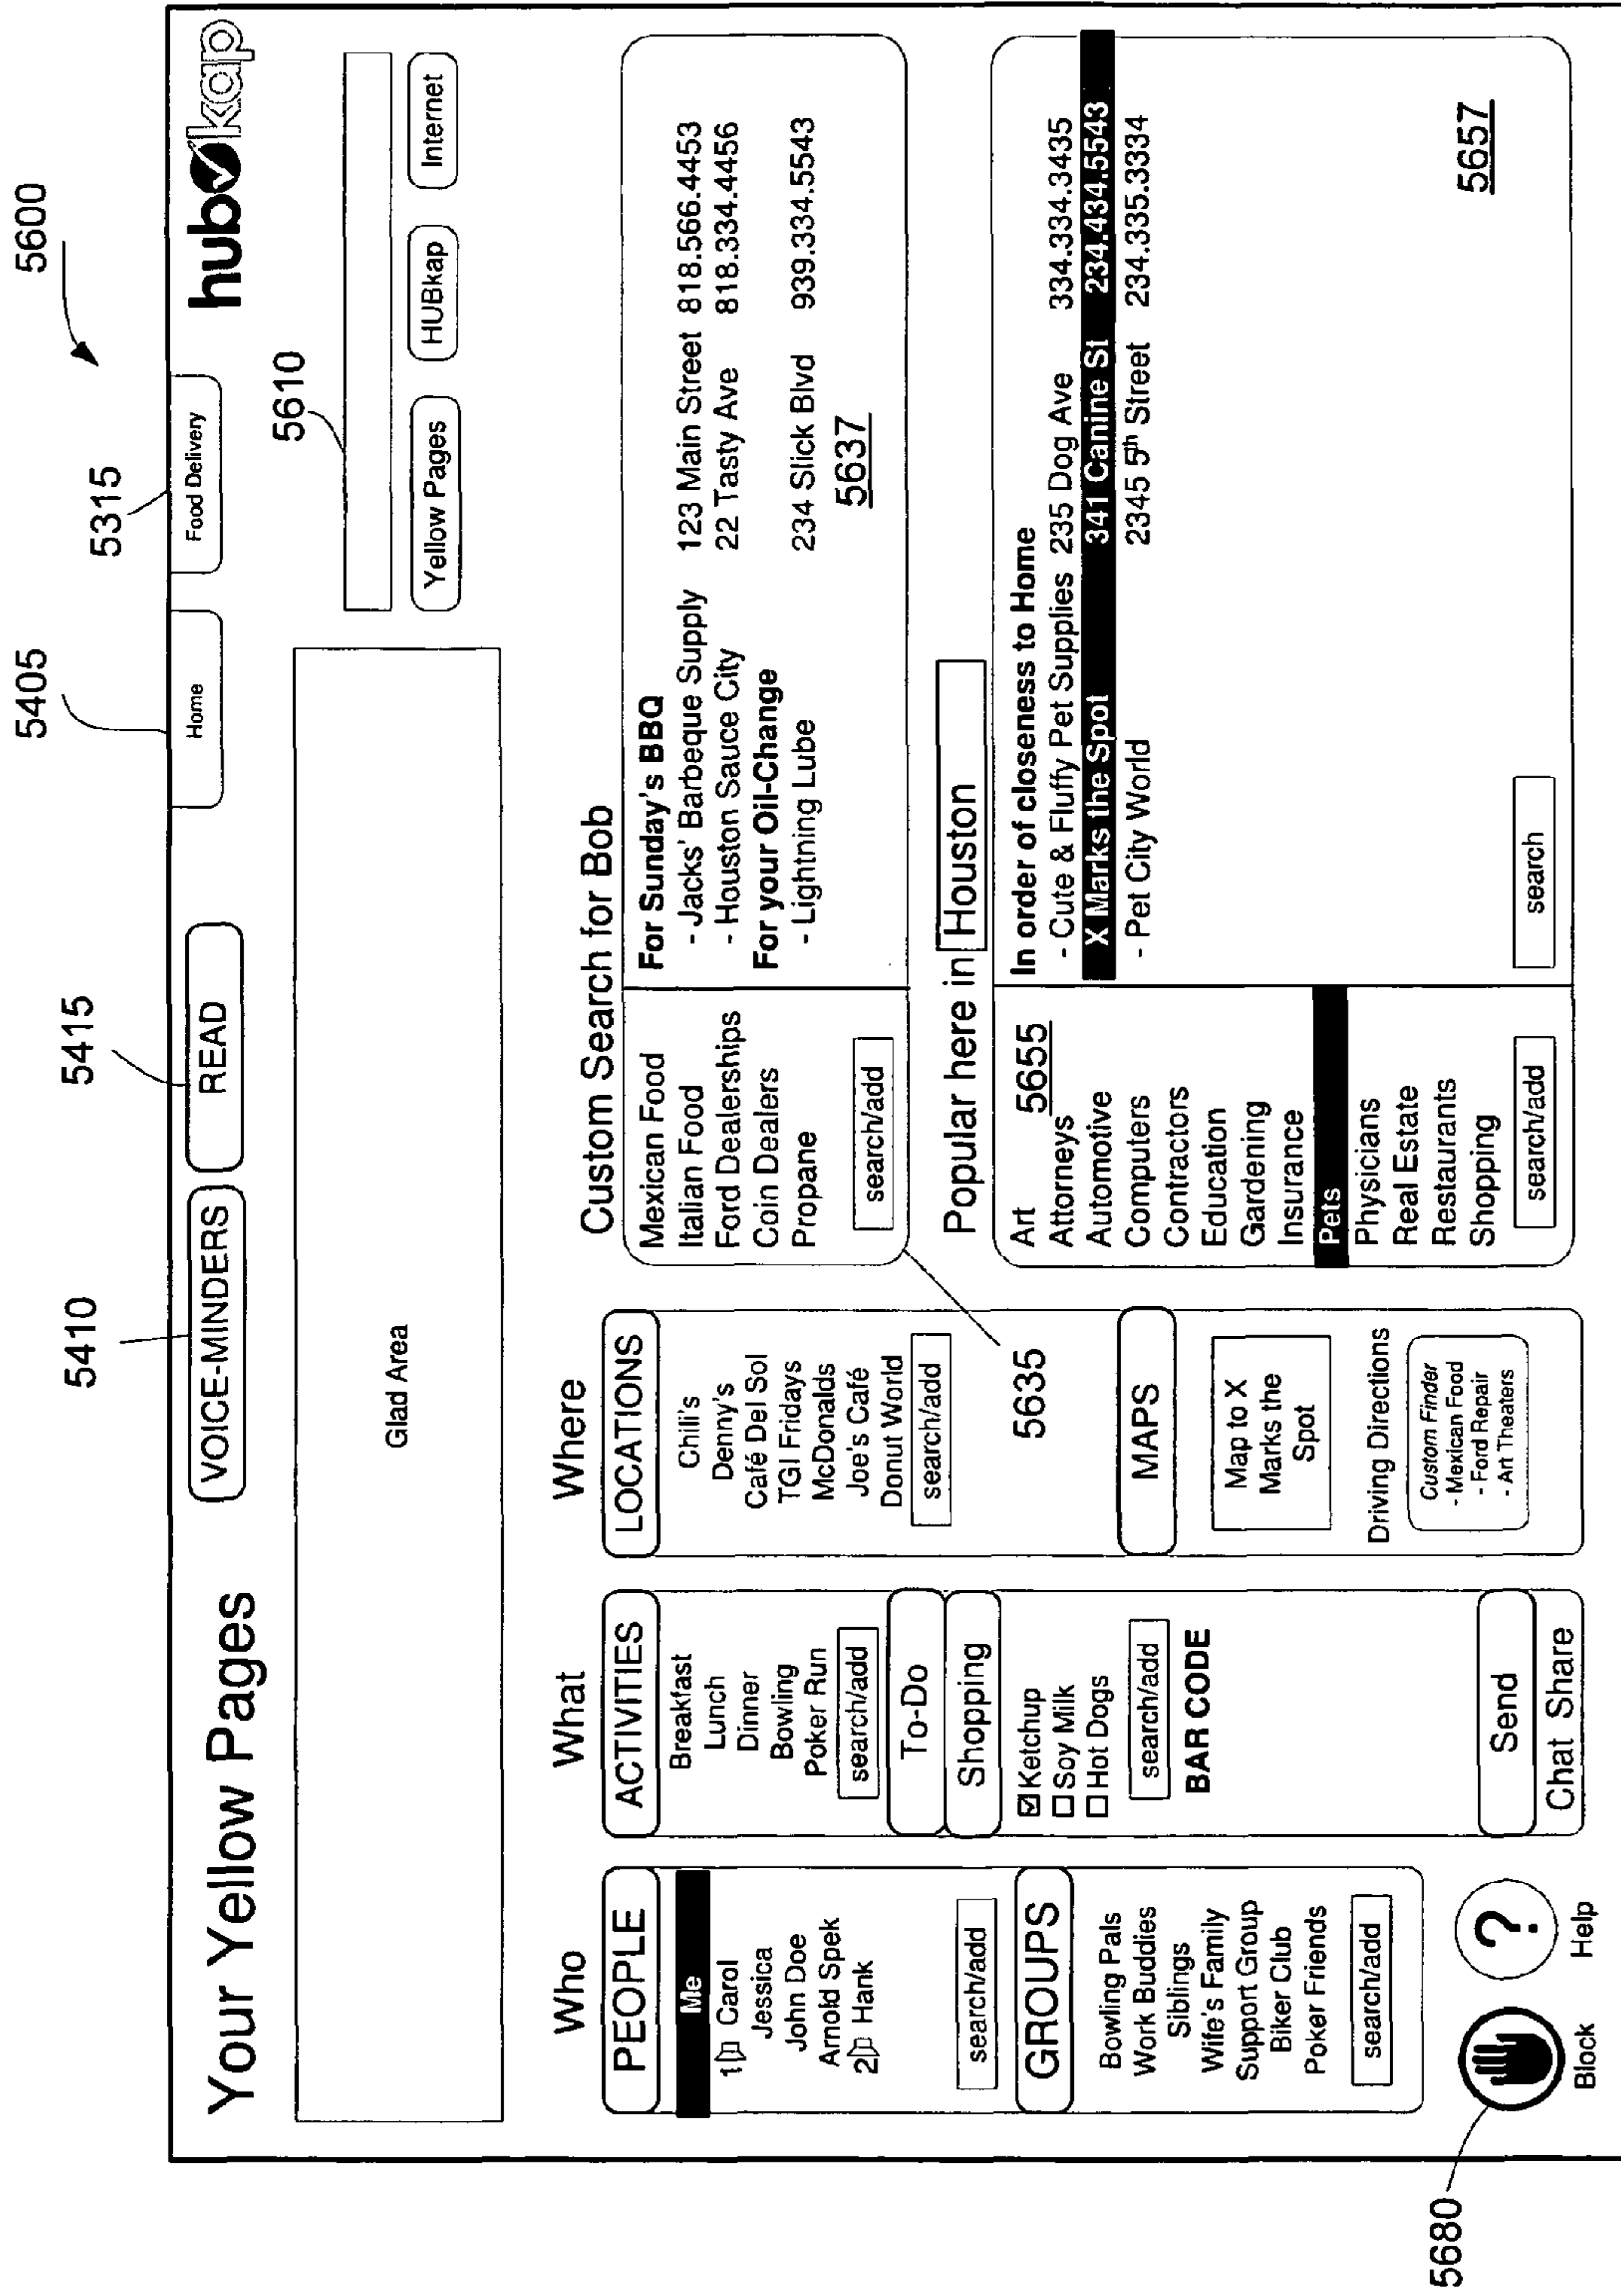 5600
5405
5315
5410
5415
Home
Food Delivery
Your Yellow Pages
VOICE-MINDERS
READ
hubkap
5610
Glad Area
Yellow Pages
HUBkap
Internet
Who
PEOPLE
Me
1 Carol
Jessica
John Doe
Arnold Spek
2 Hank
search/add
GROUPS
Bowling Pals
Work Buddies
Siblings
Wife's Family
Support Group
Biker Club
Poker Friends
search/add
5680
Block
?
Help
What
ACTIVITIES
Breakfast
Lunch
Dinner
Bowling
Poker Run
search/add
To-Do
Shopping
☑ Ketchup
☐ Soy Milk
☐ Hot Dogs
search/add
BAR CODE
Send
Chat Share
Where
LOCATIONS
Chili's
Denny's
Café Del Sol
TGI Fridays
McDonalds
Joe's Café
Donut World
search/add
5635
MAPS
Map to X
Marks the
Spot
Driving Directions
Custom Finder
- Mexican Food
- Ford Repair
- Art Theaters
Custom Search for Bob
Mexican Food
Italian Food
Ford Dealerships
Coin Dealers
Propane
search/add
For Sunday's BBQ
- Jacks' Barbeque Supply 123 Main Street 818.566.4453
- Houston Sauce City 22 Tasty Ave 818.334.4456
For your Oil-Change
- Lightning Lube 234 Slick Blvd 939.334.5543
5637
Popular here in Houston
Art
5655
Attorneys
Automotive
Computers
Contractors
Education
Gardening
Insurance
Pets
Physicians
Real Estate
Restaurants
Shopping
search/add
In order of closeness to Home
- Cute & Fluffy Pet Supplies 235 Dog Ave 334.334.3435
X Marks the Spot 341 Canine St 234.434.5543
- Pet City World 2345 5th Street 234.335.3334
search
5657